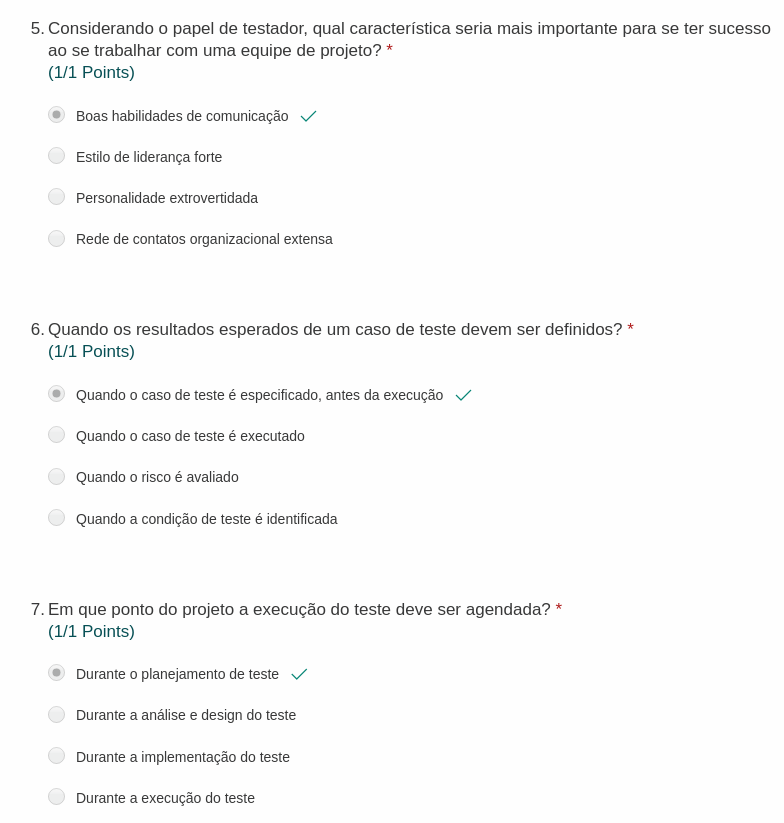 5. Considerando o papel de testador, qual característica seria mais importante para se ter sucesso
ao se trabalhar com uma equipe de projeto? *
(1/1 Points)
Boas habilidades de comunicação
Estilo de liderança forte
Personalidade extrovertidada
Rede de contatos organizacional extensa
6. Quando os resultados esperados de um caso de teste devem ser definidos? *
(1/1 Points)
Quando o caso de teste é especificado, antes da execução
Quando o caso de teste é executado
Quando o risco é avaliado
Quando a condição de teste é identificada
7. Em que ponto do projeto a execução do teste deve ser agendada? *
(1/1 Points)
Durante o planejamento de teste
Durante a análise e design do teste
Durante a implementação do teste
Durante a execução do teste